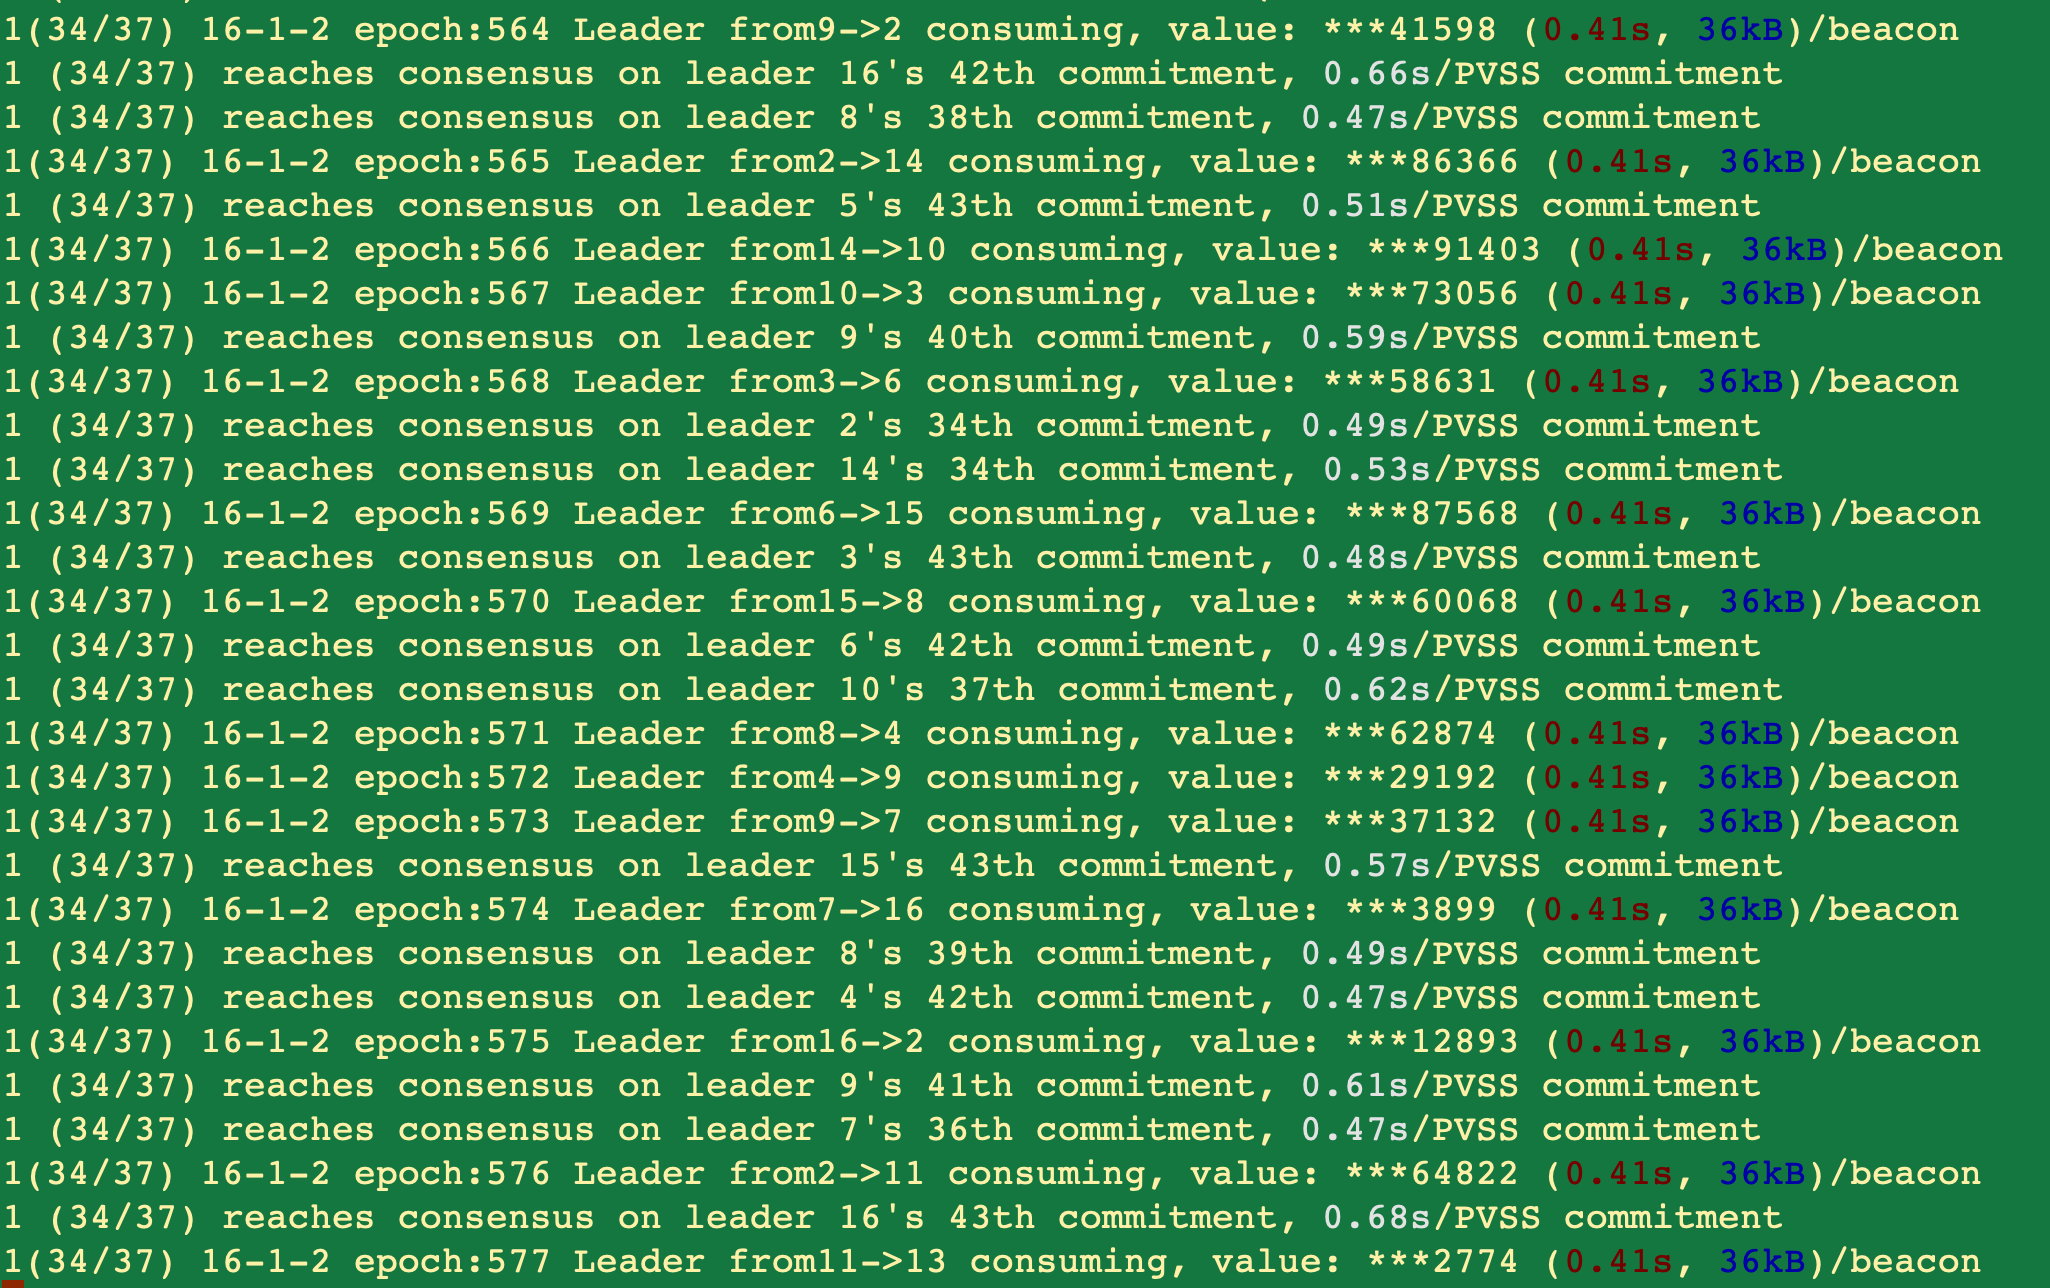 1(34/37) 16-1-2 epoch:564 Leader from9->2 consuming, value: ***41598 (0.41s, 36kB)/beacon
1 (34/37) reaches consensus on leader 16's 42th commitment, 0.66s/PVSS commitment
1 (34/37) reaches consensus on leader 8's 38th commitment, 0.47s/PVSS commitment
1(34/37) 16-1-2 epoch:565 Leader from2->14 consuming, value: ***86366 (0.41s, 36kB)/beacon
1 (34/37) reaches consensus on leader 5's 43th commitment, 0.51s/PVSS commitment
1(34/37) 16-1-2 epoch:566 Leader from14->10 consuming, value: ***91403 (0.41s, 36kB)/beacon
1(34/37) 16-1-2 epoch:567 Leader from10->3 consuming, value: ***73056 (0.41s, 36kB)/beacon
1 (34/37) reaches consensus on leader 9's 40th commitment, 0.59s/PVSS commitment
1(34/37) 16-1-2 epoch:568 Leader from3->6 consuming, value: ***58631 (0.41s, 36kB)/beacon
1 (34/37) reaches consensus on leader 2's 34th commitment, 0.49s/PVSS commitment
1 (34/37) reaches consensus on leader 14's 34th commitment, 0.53s/PVSS commitment
1(34/37) 16-1-2 epoch:569 Leader from6->15 consuming, value: ***87568 (0.41s, 36kB)/beacon
1 (34/37) reaches consensus on leader 3's 43th commitment, 0.48s/PVSS commitment
1(34/37) 16-1-2 epoch:570 Leader from15->8 consuming, value: ***60068 (0.41s, 36kB)/beacon
1 (34/37) reaches consensus on leader 6's 42th commitment, 0.49s/PVSS commitment
1 (34/37) reaches consensus on leader 10's 37th commitment, 0.62s/PVSS commitment
1(34/37) 16-1-2 epoch:571 Leader from8->4 consuming, value: ***62874 (0.41s, 36kB)/beacon
1(34/37) 16-1-2 epoch:572 Leader from4->9 consuming, value: ***29192 (0.41s, 36kB)/beacon
1(34/37) 16-1-2 epoch:573 Leader from9->7 consuming, value: ***37132 (0.41s, 36kB)/beacon
1 (34/37) reaches consensus on leader 15's 43th commitment, 0.57s/PVSS commitment
1(34/37) 16-1-2 epoch:574 Leader from7->16 consuming, value: ***3899 (0.41s, 36kB)/beacon
1 (34/37) reaches consensus on leader 8's 39th commitment, 0.49s/PVSS commitment
1 (34/37) reaches consensus on leader 4's 42th commitment, 0.47s/PVSS commitment
1(34/37) 16-1-2 epoch:575 Leader from16->2 consuming, value: ***12893 (0.41s, 36kB)/beacon
1 (34/37) reaches consensus on leader 9's 41th commitment, 0.61s/PVSS commitment
1 (34/37) reaches consensus on leader 7's 36th commitment, 0.47s/PVSS commitment
1(34/37) 16-1-2 epoch:576 Leader from2->11 consuming, value: ***64822 (0.41s, 36kB)/beacon
1 (34/37) reaches consensus on leader 16's 43th commitment, 0.68s/PVSS commitment
1(34/37) 16-1-2 epoch:577 Leader from11->13 consuming, value: ***2774 (0.41s, 36kB)/beacon